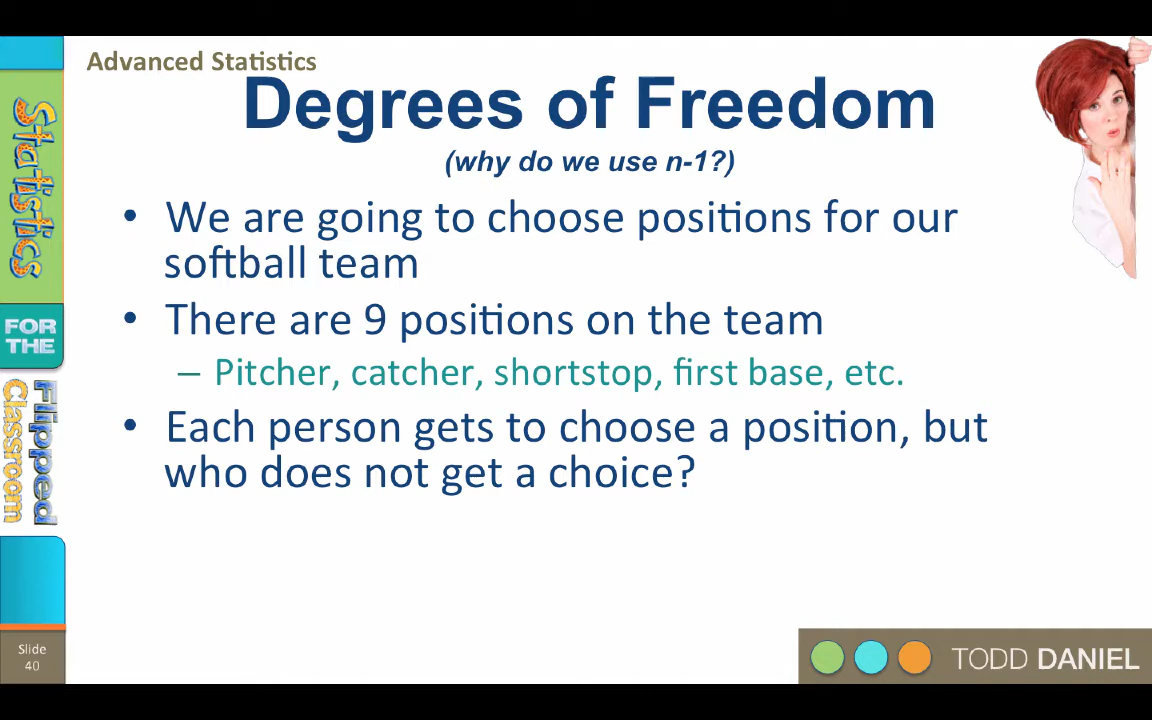 Advanced Statistics
Degrees of Freedom
(why do we use n-1?)
• We are going to choose positions for our
softball team
• There are 9 positions on the team
– Pitcher, catcher, shortstop, first base, etc.
• Each person gets to choose a position, but
who does not get a choice?
Statistics
FOR
THE
Flipped
Classroom
Slide
40
TODD DANIEL